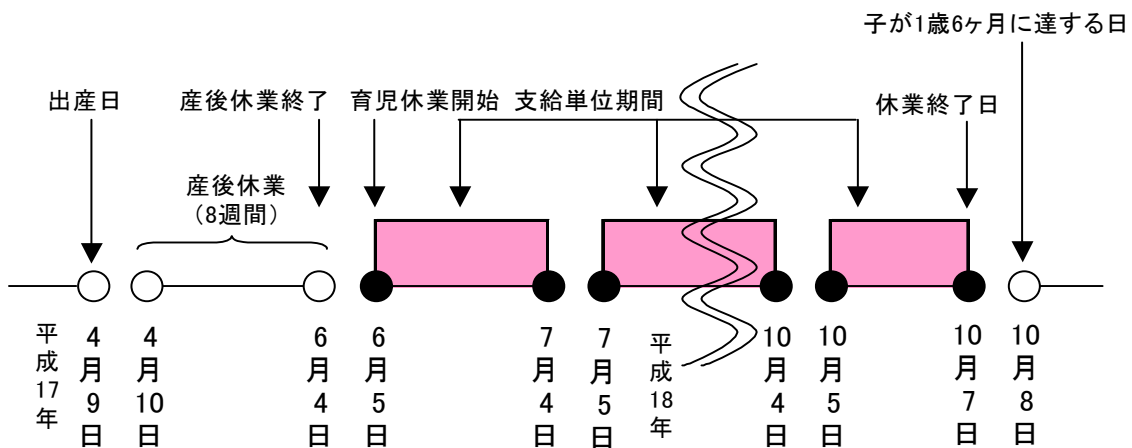 子が1歳6ヶ月に達する日
出産日
産後休業終了
育児休業開始
支給単位期間
休業終了日
産後休業
（8週間）
平成17年
4月9日
4月10日
6月4日
6月5日
7月4日
7月5日
平成18年
10月4日
10月5日
10月7日
10月8日